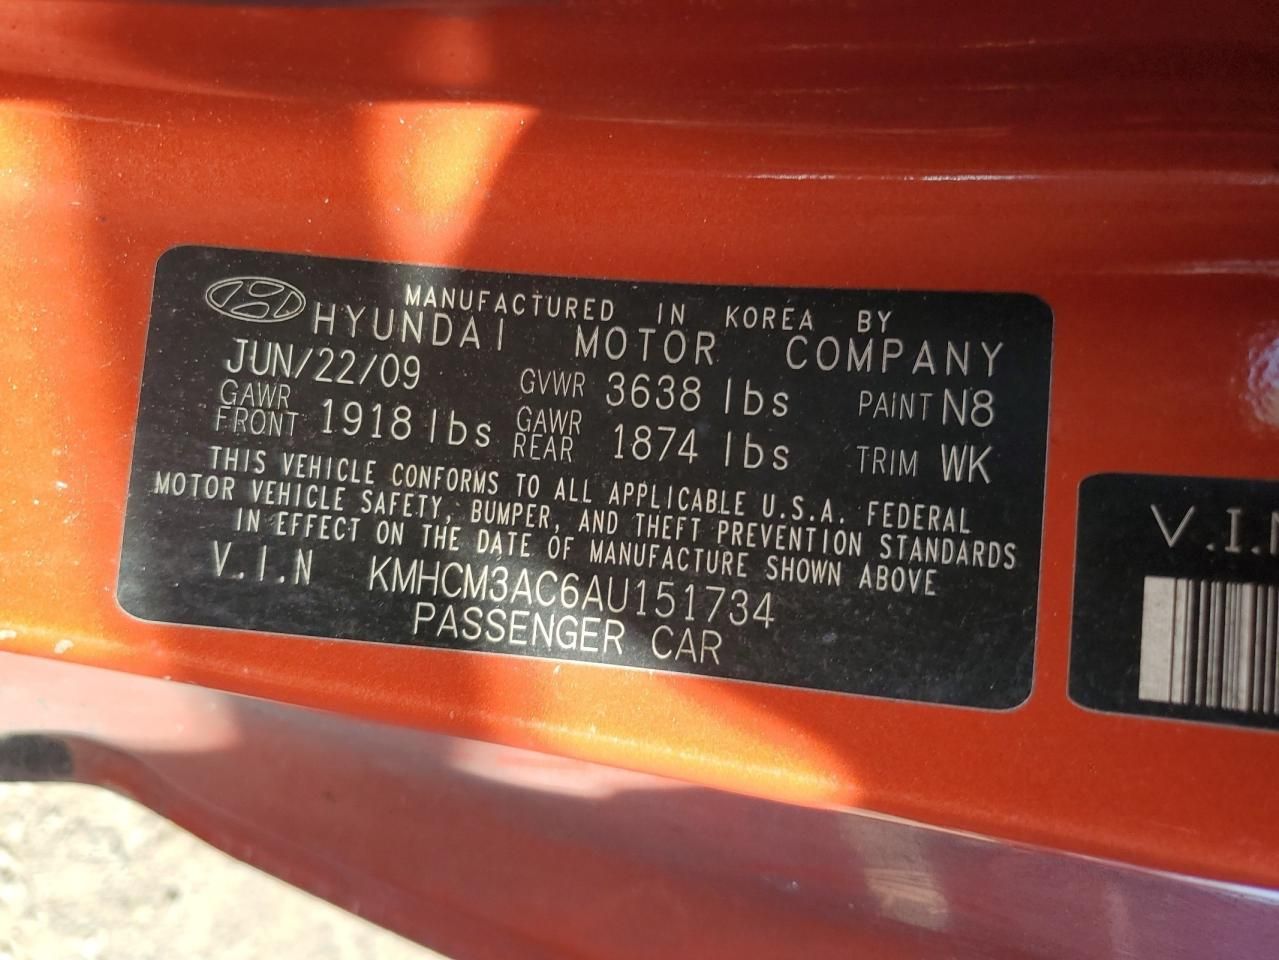 MANUFACTURED IN KOREA BY
HYUNDAI MOTOR COMPANY
JUN/22/09 GVWR 3638 lbs PAINT N8
GAWR FRONT 1918 lbs GAWR REAR 1874 lbs TRIM WK
THIS VEHICLE CONFORMS TO ALL APPLICABLE U.S.A. FEDERAL
MOTOR VEHICLE SAFETY, BUMPER, AND THEFT PREVENTION STANDARDS
IN EFFECT ON THE DATE OF MANUFACTURE SHOWN ABOVE
V.I.N KMHCM3AC6AU151734
PASSENGER CAR
V.I.N